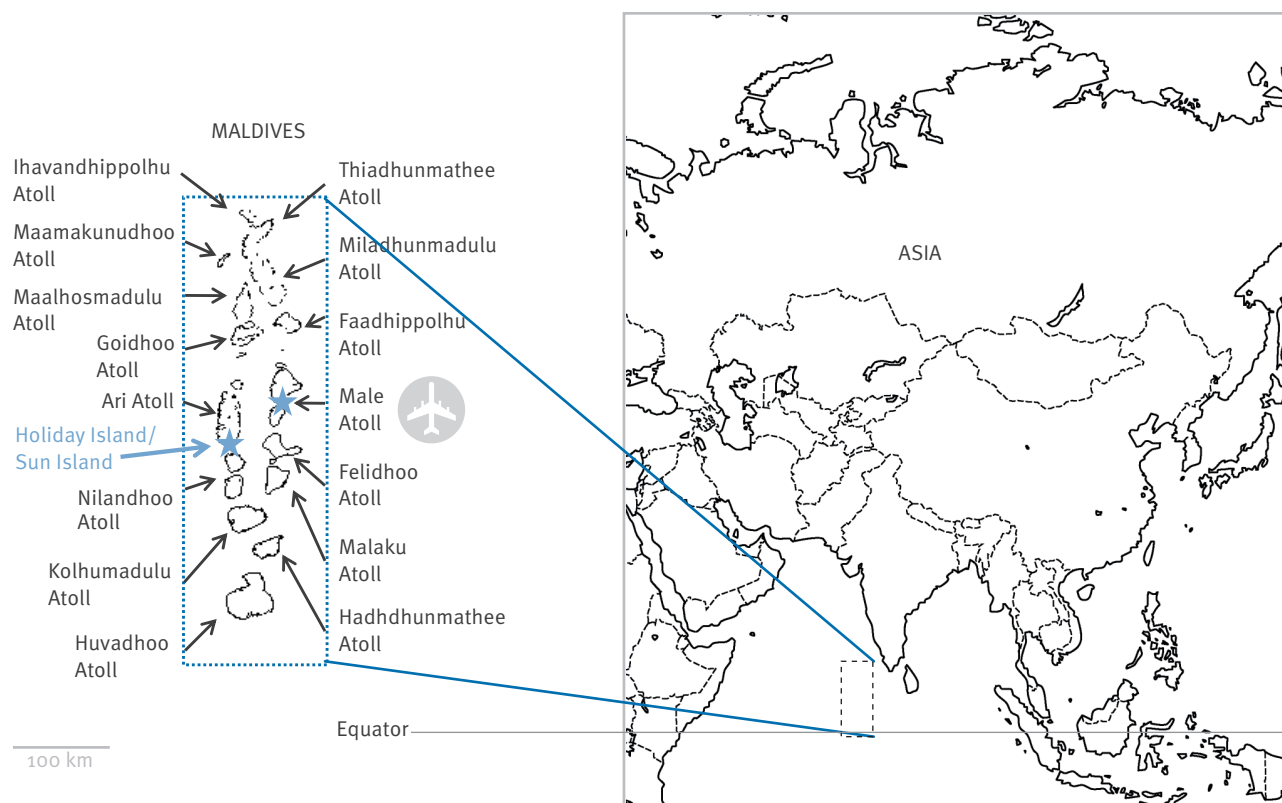 MALDIVES
Ihavandhippolhu
Atoll
Maamakunudhoo
Atoll
Maalhosmadulu
Atoll
Goidhoo
Atoll
Ari Atoll
Holiday Island/
Sun Island
Nilandhoo
Atoll
Kolhumadulu
Atoll
Huvadhoo
Atoll
Thiadhunmathee
Atoll
Miladhunmadulu
Atoll
Faadhippolhu
Atoll
Male
Atoll
Felidhoo
Atoll
Malaku
Atoll
Hadhdhunmathee
Atoll
ASIA
Equator
100 km